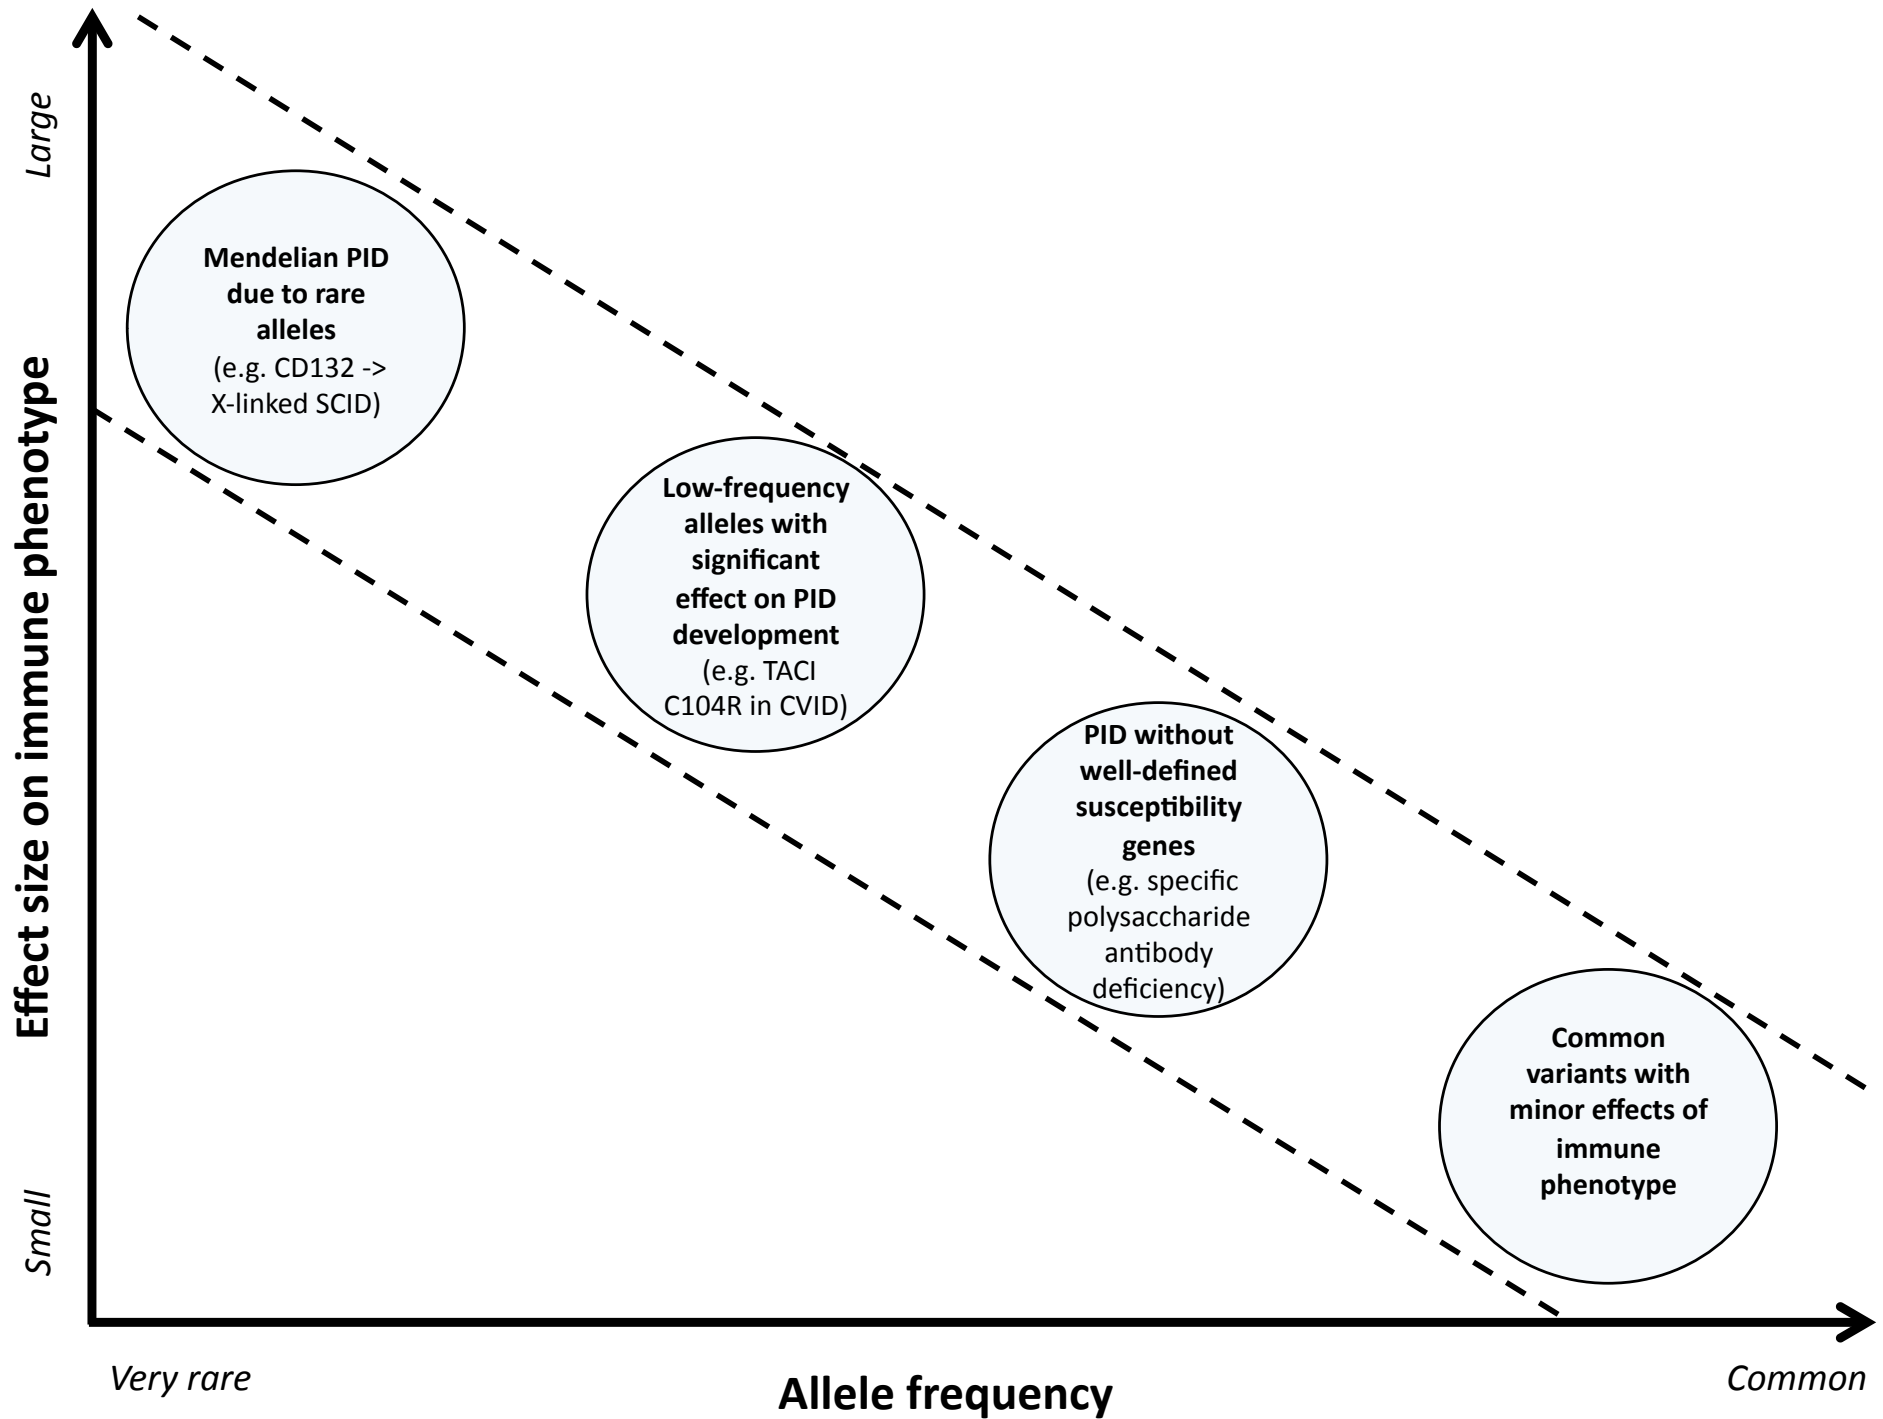 Large
Effect size on immune phenotype
Small
Mendelian PID
due to rare
alleles
(e.g. CD132 ->
X-linked SCID)
Low-frequency
alleles with
significant
effect on PID
development
(e.g. TACI
C104R in CVID)
PID without
well-defined
susceptibility
genes
(e.g. specific
polysaccharide
antibody
deficiency)
Common
variants with
minor effects of
immune
phenotype
Very rare
Allele frequency
Common